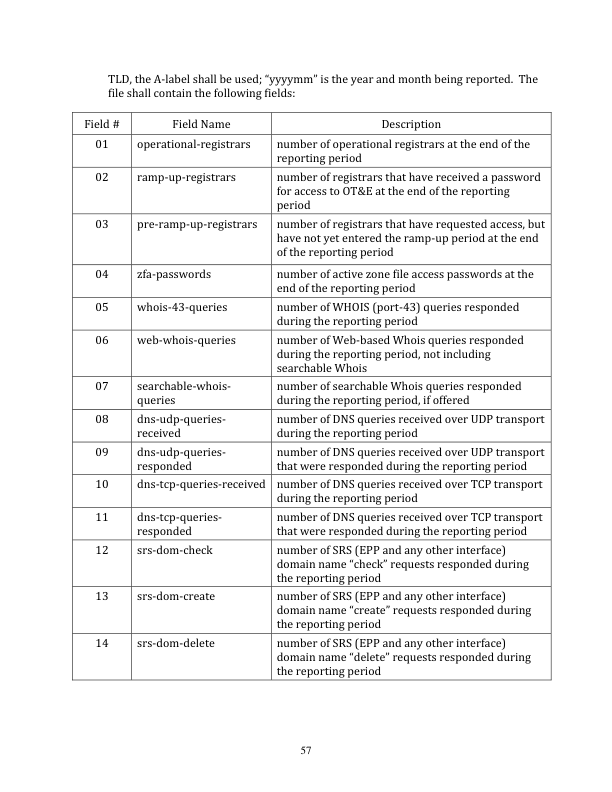 TLD, the A-label shall be used; “yyyymm” is the year and month being reported.  The
file shall contain the following fields:
Field # Field Name Description
01 operational-registrars number of operational registrars at the end of the
reporting period
02 ramp-up-registrars number of registrars that have received a password
for access to OT&E at the end of the reporting
period
03 pre-ramp-up-registrars number of registrars that have requested access, but
have not yet entered the ramp-up period at the end
of the reporting period
04 zfa-passwords number of active zone file access passwords at the
end of the reporting period
05 whois-43-queries number of WHOIS (port-43) queries responded
during the reporting period
06 web-whois-queries number of Web-based Whois queries responded
during the reporting period, not including
searchable Whois
07 searchable-whois- number of searchable Whois queries responded
queries during the reporting period, if offered
08 dns-udp-queries- number of DNS queries received over UDP transport
received during the reporting period
09 dns-udp-queries- number of DNS queries received over UDP transport
responded that were responded during the reporting period
10 dns-tcp-queries-received number of DNS queries received over TCP transport
during the reporting period
11 dns-tcp-queries- number of DNS queries received over TCP transport
responded that were responded during the reporting period
12 srs-dom-check number of SRS (EPP and any other interface)
domain name “check” requests responded during
the reporting period
13 srs-dom-create number of SRS (EPP and any other interface)
domain name “create” requests responded during
the reporting period
14 srs-dom-delete number of SRS (EPP and any other interface)
domain name “delete” requests responded during
the reporting period
57